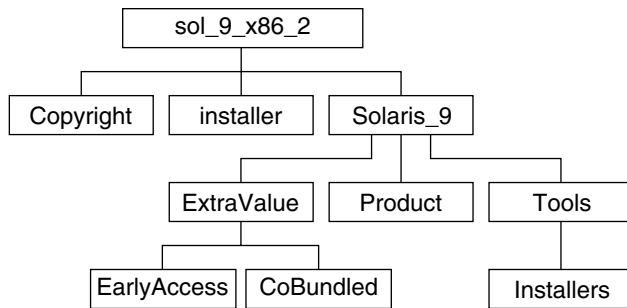 sol_9_x86_2
Copyright
installer
Solaris_9
ExtraValue
Product
Tools
EarlyAccess
CoBundled
Installers